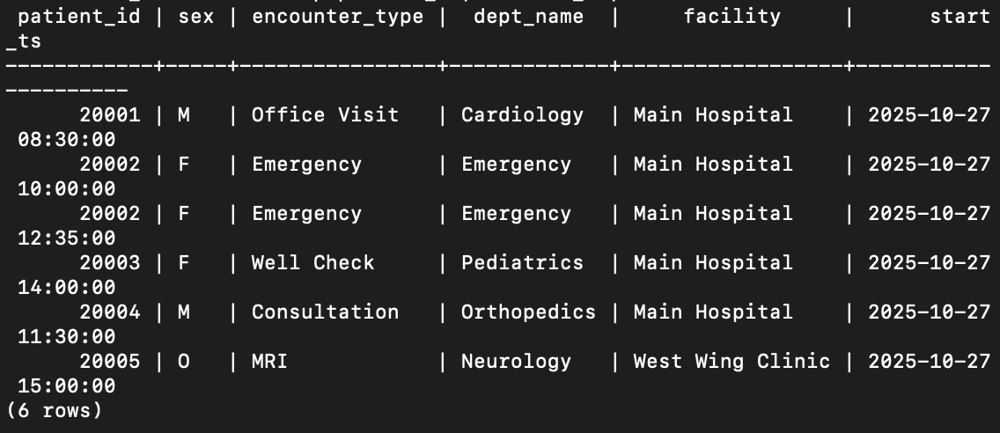 patient_id | sex | encounter_type | dept_name | facility | start
_ts
------------+-----+----------------+-------------+------------------+-----------
----------
20001 | M | Office Visit | Cardiology | Main Hospital | 2025-10-27
08:30:00
20002 | F | Emergency | Emergency | Main Hospital | 2025-10-27
10:00:00
20002 | F | Emergency | Emergency | Main Hospital | 2025-10-27
12:35:00
20003 | F | Well Check | Pediatrics | Main Hospital | 2025-10-27
14:00:00
20004 | M | Consultation | Orthopedics | Main Hospital | 2025-10-27
11:30:00
20005 | O | MRI | Neurology | West Wing Clinic | 2025-10-27
15:00:00
(6 rows)